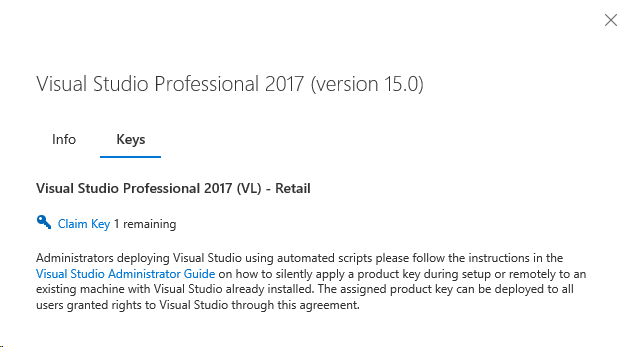 Visual Studio Professional 2017 (version 15.0)
Info Keys
Visual Studio Professional 2017 (VL) - Retail
Claim Key 1 remaining
Administrators deploying Visual Studio using automated scripts please follow the instructions in the
Visual Studio Administrator Guide on how to silently apply a product key during setup or remotely to an
existing machine with Visual Studio already installed. The assigned product key can be deployed to all
users granted rights to Visual Studio through this agreement.